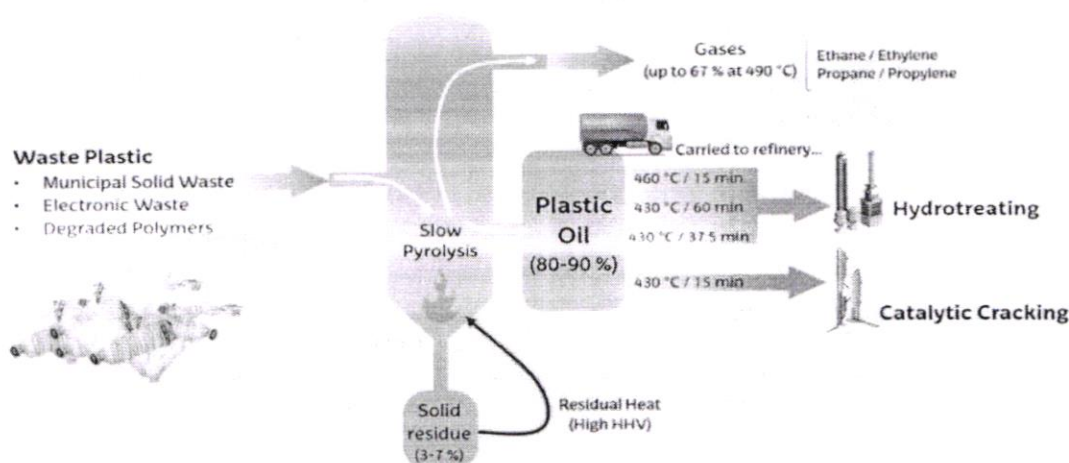 Gases
(up to 67 % at 490 °C)
Ethane / Ethylene
Propane / Propylene
Carried to refinery...
Waste Plastic
• Municipal Solid Waste
• Electronic Waste
• Degraded Polymers
Slow
Pyrolysis
Plastic
Oil
(80-90 %)
460 °C / 15 min
430 °C / 60 min
430 °C / 37.5 min
430 °C / 15 min
Hydrotreating
Catalytic Cracking
Solid
residue
(3-7 %)
Residual Heat
(High HHV)